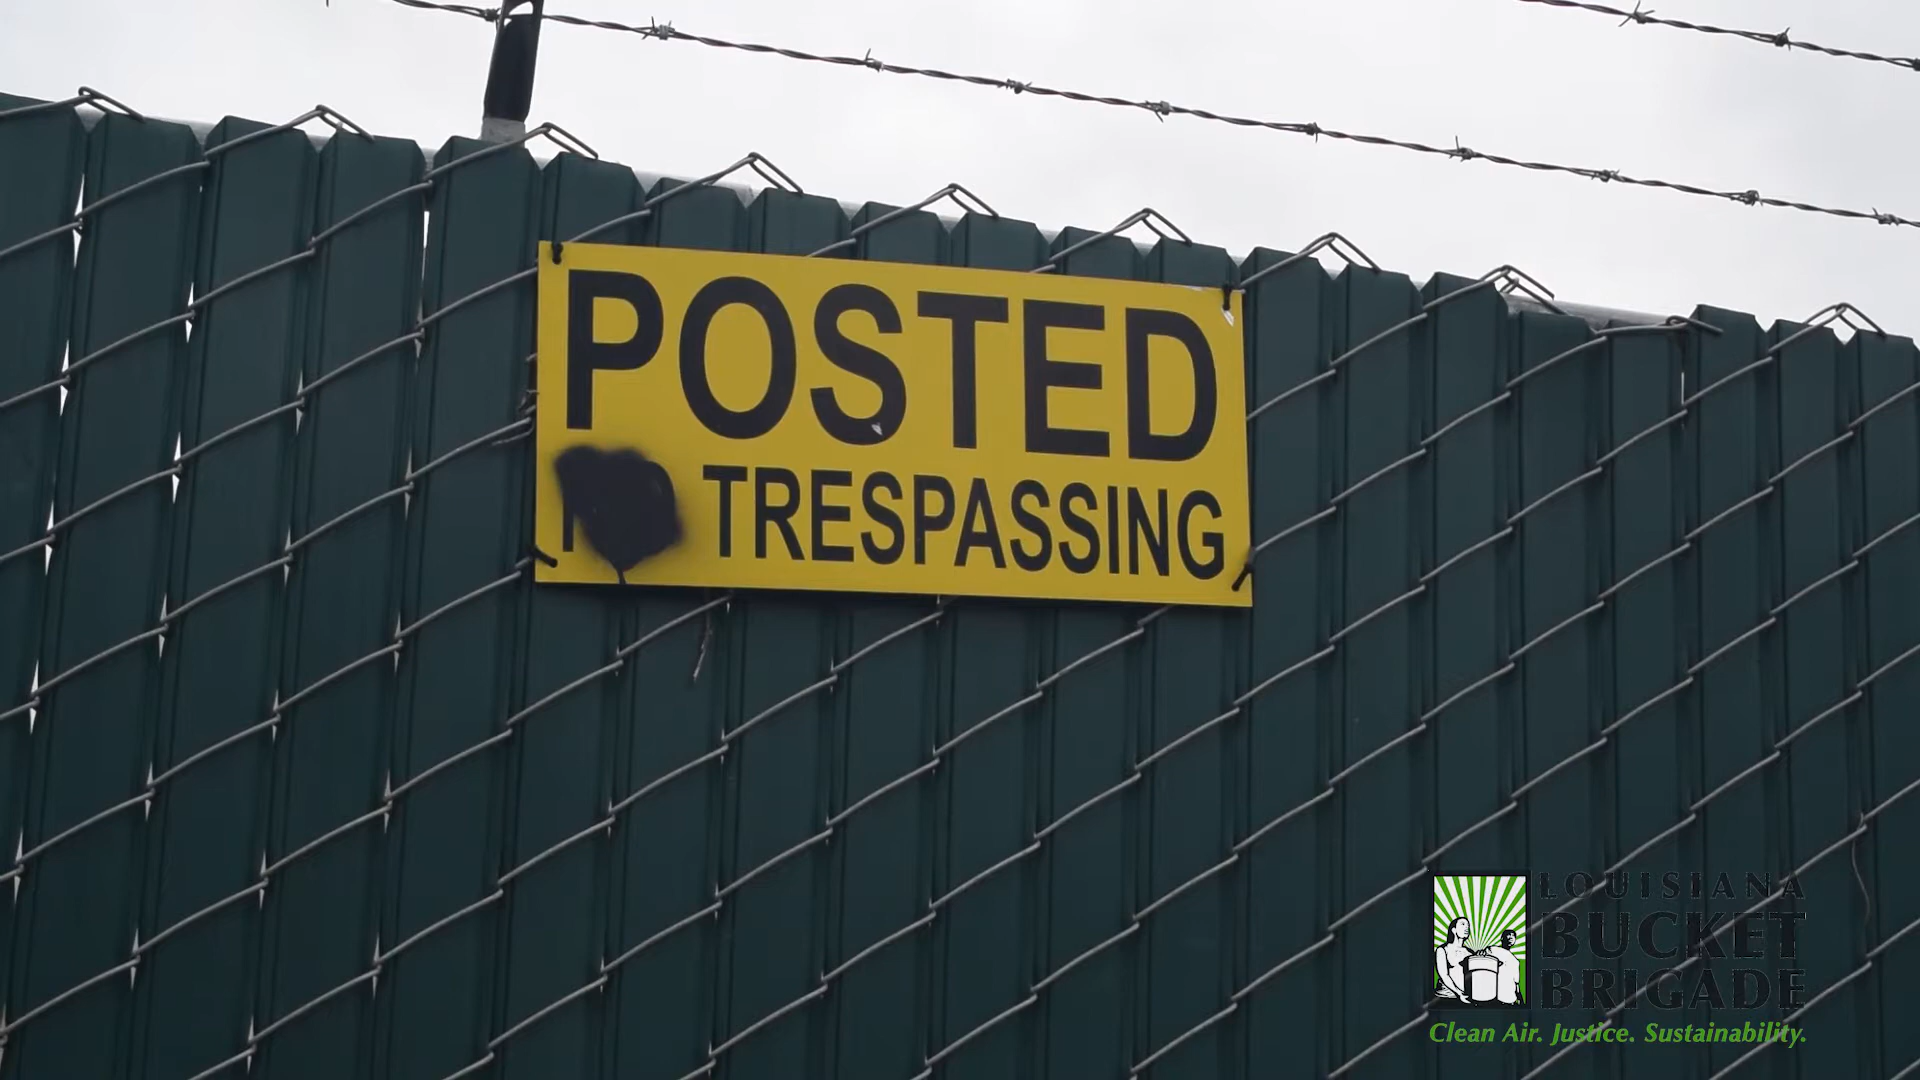 POSTED
TRESPASSING
LOUISIANA
BUCKET
BRIGADE
Clean Air. Justice. Sustainability.